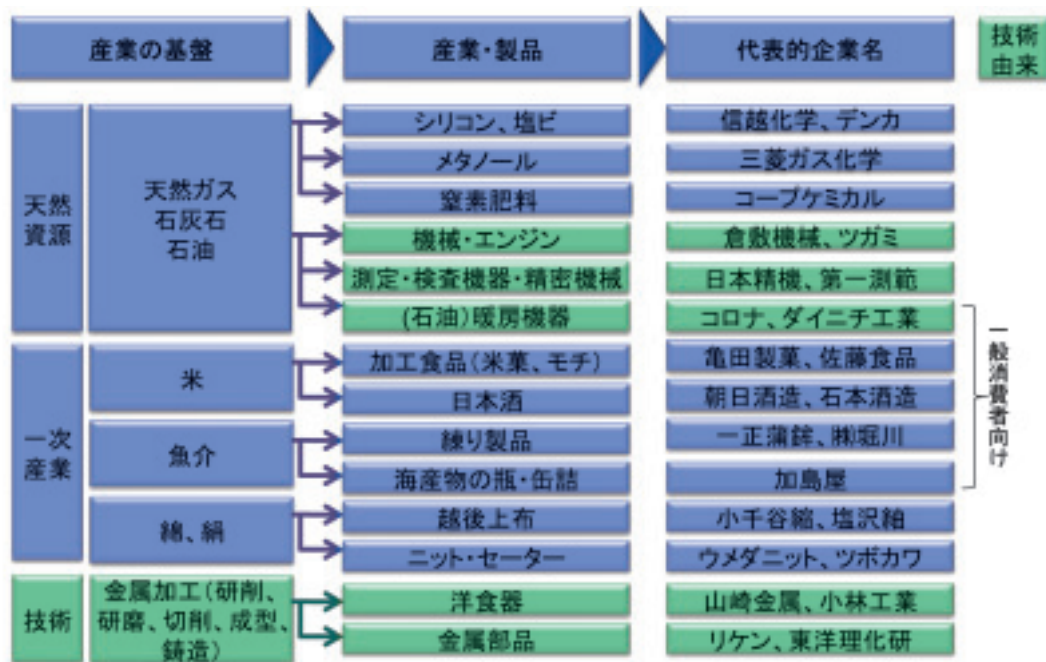 産業の基盤
産業・製品
代表的企業名
技術
由来
天然
資源
天然ガス
石灰石
石油
シリコン、塩ビ
信越化学、デンカ
メタノール
三菱ガス化学
窒素肥料
コープケミカル
機械・エンジン
倉敷機械、ツガミ
測定・検査機器・精密機械
日本精機、第一測範
(石油)暖房機器
コロナ、ダイニチ工業
一般消費者向け
一次
産業
米
加工食品(米菓、モチ)
亀田製菓、佐藤食品
日本酒
朝日酒造、石本酒造
魚介
練り製品
一正蒲鉾、㈱堀川
海産物の瓶・缶詰
加島屋
綿、絹
越後上布
小千谷縮、塩沢紬
ニット・セーター
ウメダニット、ツボカワ
技術
金属加工(研削、
研磨、切削、成型、
鋳造)
洋食器
山崎金属、小林工業
金属部品
リケン、東洋理化研